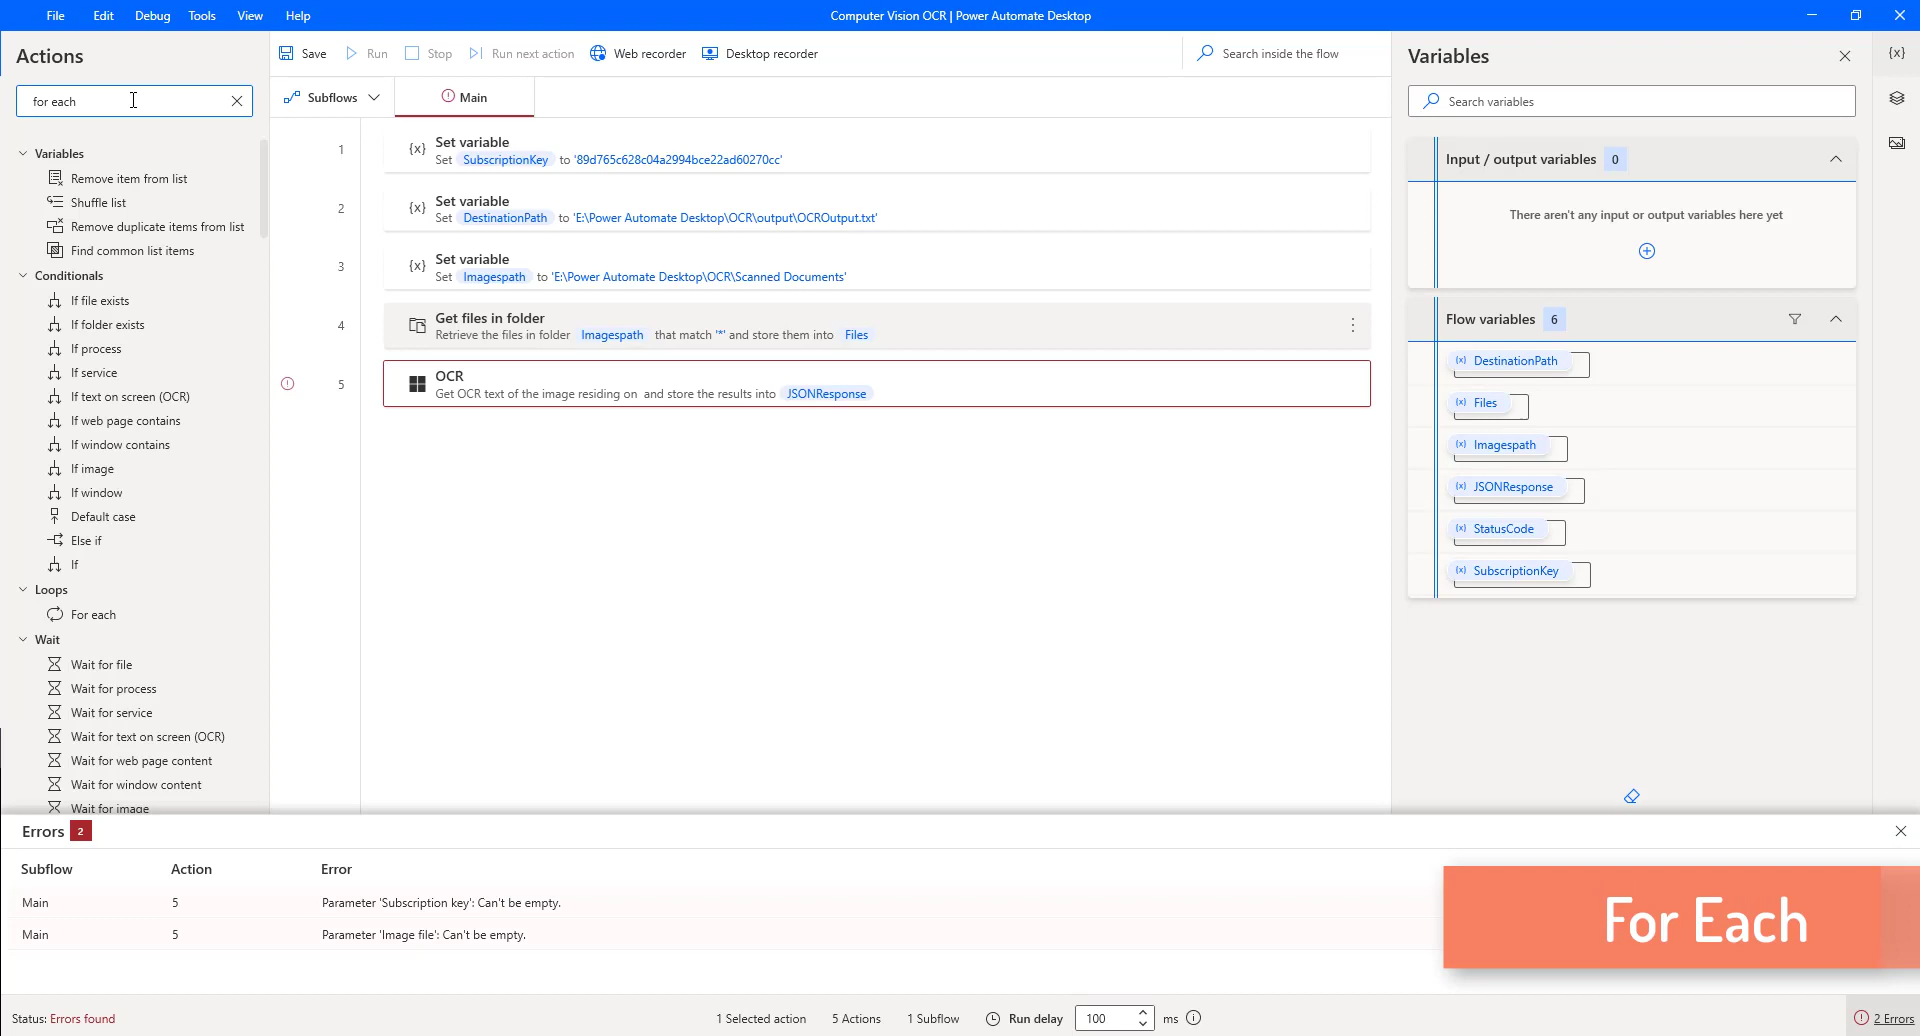 File Edit Debug Tools View Help
Computer Vision OCR | Power Automate Desktop
Actions
for each
Variables
Remove item from list
Shuffle list
Remove duplicate items from list
Find common list items
Conditionals
If file exists
If folder exists
If process
If service
If text on screen (OCR)
If web page contains
If window contains
If image
If window
Default case
Else if
If
Loops
For each
Wait
Wait for file
Wait for process
Wait for service
Wait for text on screen (OCR)
Wait for web page content
Wait for window content
Wait for image
Save Run Stop Run next action Web recorder Desktop recorder Search inside the flow
Subflows Main
1 {x} Set variable
Set SubscriptionKey to '89d765c628c04a2994bce22ad60270cc'
2 {x} Set variable
Set DestinationPath to 'E:\Power Automate Desktop\OCR\output\OCROutput.txt'
3 {x} Set variable
Set Imagespath to 'E:\Power Automate Desktop\OCR\Scanned Documents'
4 Get files in folder
Retrieve the files in folder Imagespath that match '*' and store them into Files
5 OCR
Get OCR text of the image residing on and store the results into JSONResponse
Variables
{x}
Search variables
Input / output variables 0
There aren't any input or output variables here yet
Flow variables 6
(x) DestinationPath
(x) Files
(x) Imagespath
(x) JSONResponse
(x) StatusCode
(x) SubscriptionKey
Errors 2
Subflow Action Error
Main 5 Parameter 'Subscription key': Can't be empty.
Main 5 Parameter 'Image file': Can't be empty.
For Each
Status: Errors found 1 Selected action 5 Actions 1 Subflow Run delay 100 ms 2 Errors